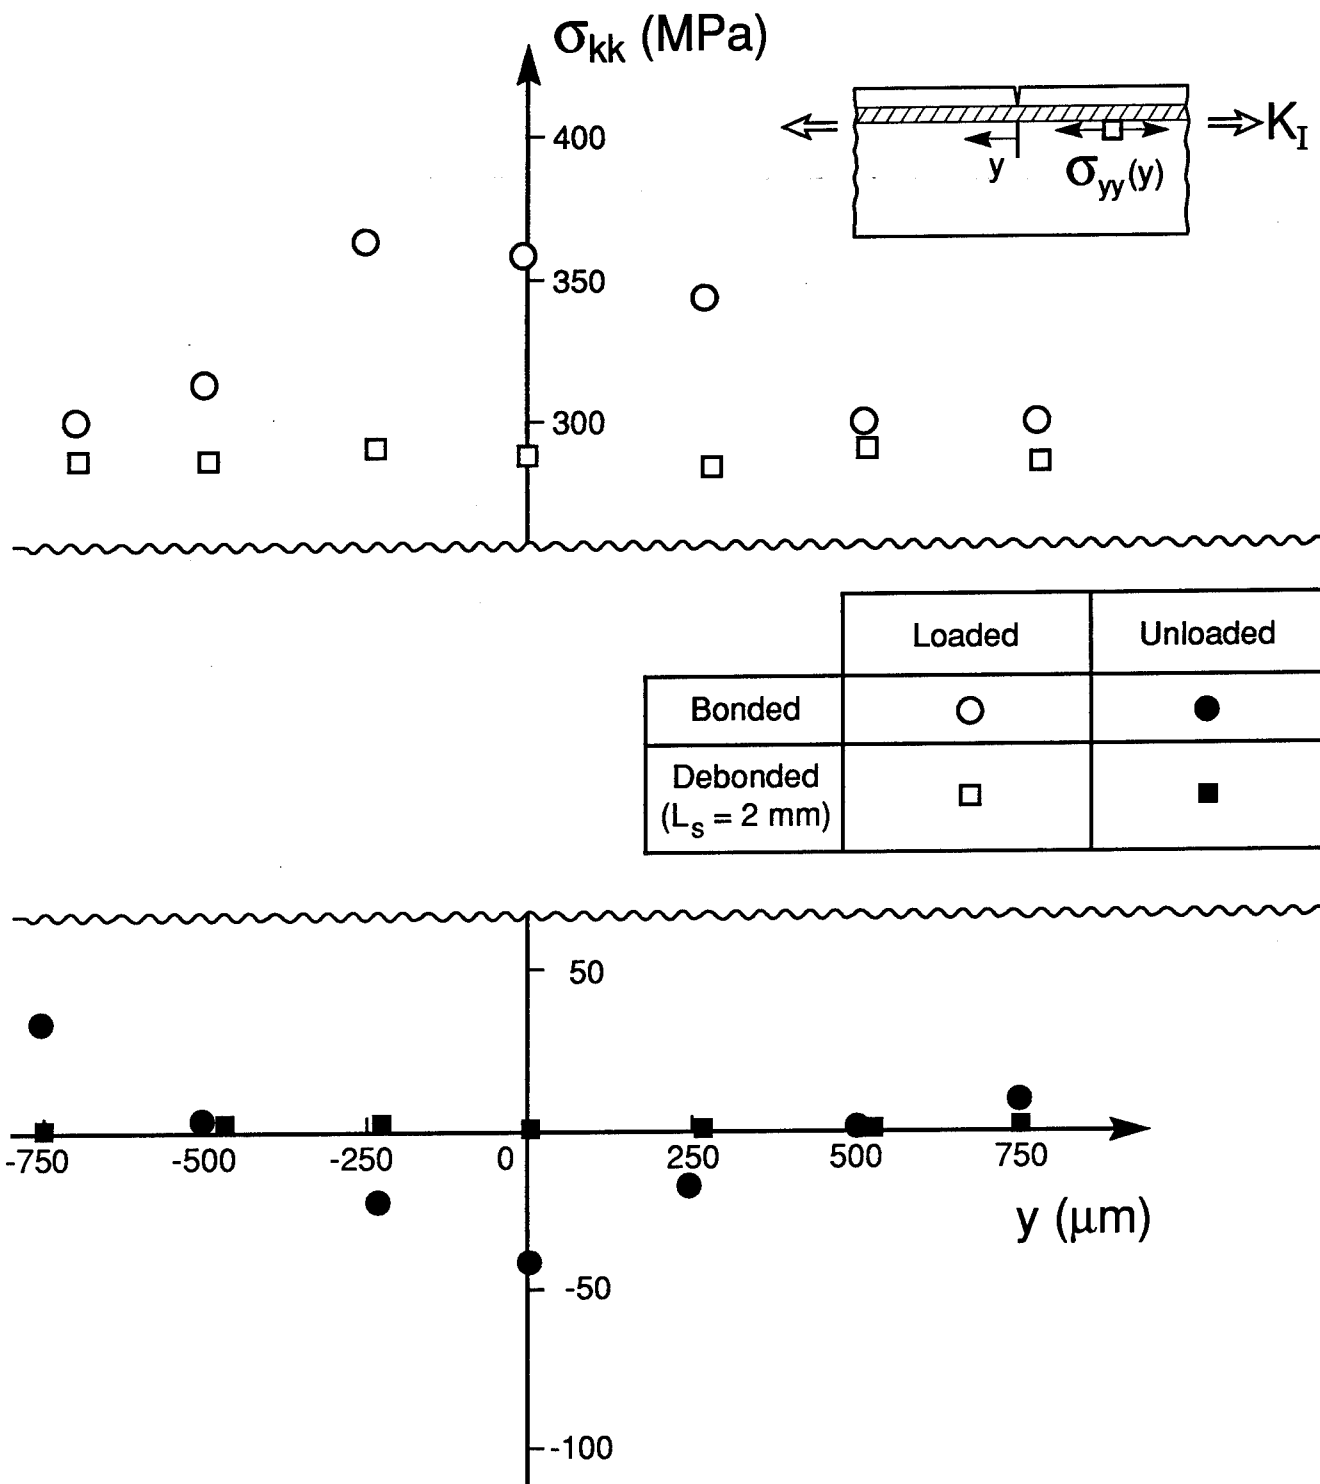 σkk (MPa)
400
KI
y
σyy(y)
350
300
Loaded
Unloaded
Bonded
Debonded
(Ls = 2 mm)
50
-750
-500
-250
0
250
500
750
y (μm)
-50
-100